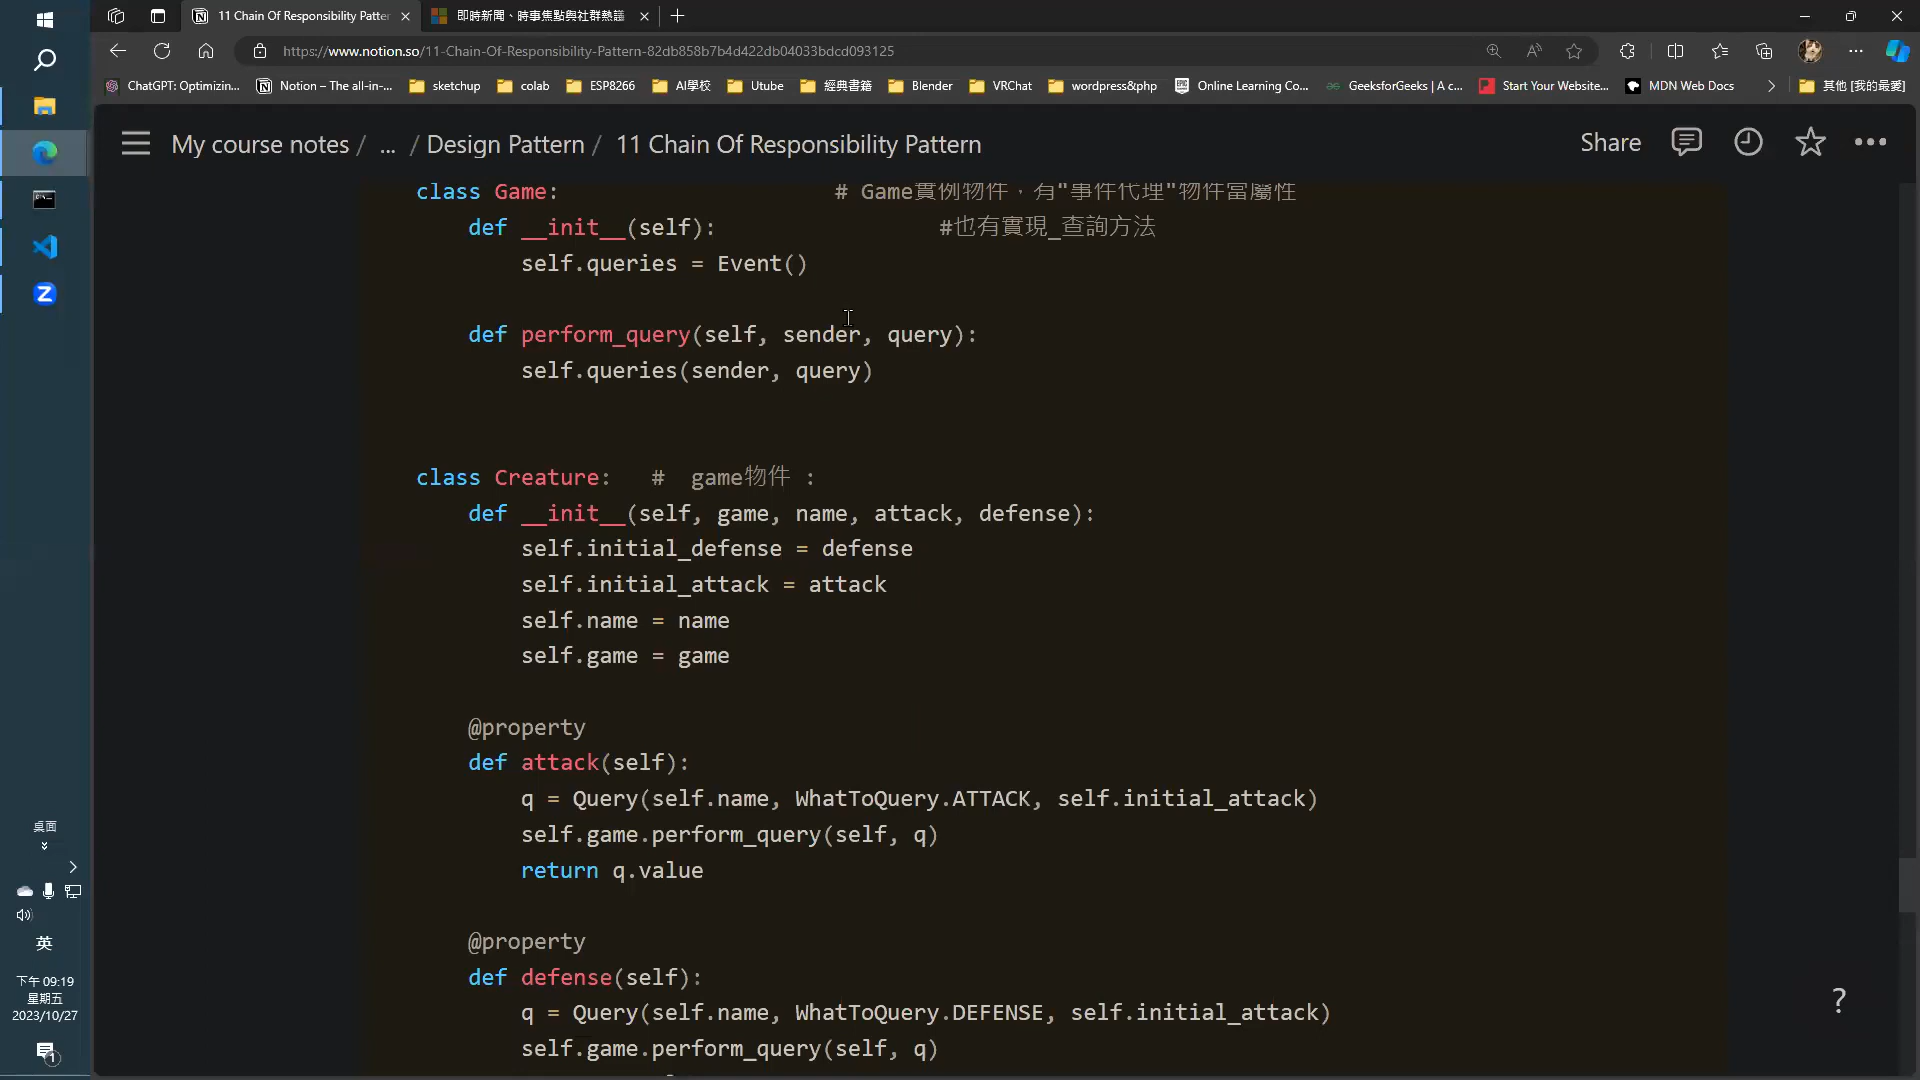 11 Chain Of Responsibility Patter
即時新聞、時事焦點與社群熱議
https://www.notion.so/11-Chain-Of-Responsibility-Pattern-82db858b7b4d422db04033bdcd093125
ChatGPT: Optimizin...
Notion – The all-in-...
sketchup
colab
ESP8266
AI學校
Utube
經典書籍
Blender
VRChat
wordpress&php
Online Learning Co...
GeeksforGeeks | A c...
Start Your Website...
MDN Web Docs
其他 [我的最愛]
My course notes / ... / Design Pattern / 11 Chain Of Responsibility Pattern
Share
class Game: # Game實例物件，有"事件代理"物件當屬性
def __init__(self): #也有實現_查詢方法
self.queries = Event()
def perform_query(self, sender, query):
self.queries(sender, query)
class Creature: # game物件 :
def __init__(self, game, name, attack, defense):
self.initial_defense = defense
self.initial_attack = attack
self.name = name
self.game = game
@property
def attack(self):
q = Query(self.name, WhatToQuery.ATTACK, self.initial_attack)
self.game.perform_query(self, q)
return q.value
@property
def defense(self):
q = Query(self.name, WhatToQuery.DEFENSE, self.initial_attack)
self.game.perform_query(self, q)
?
桌面
英
下午 09:19
星期五
2023/10/27
1